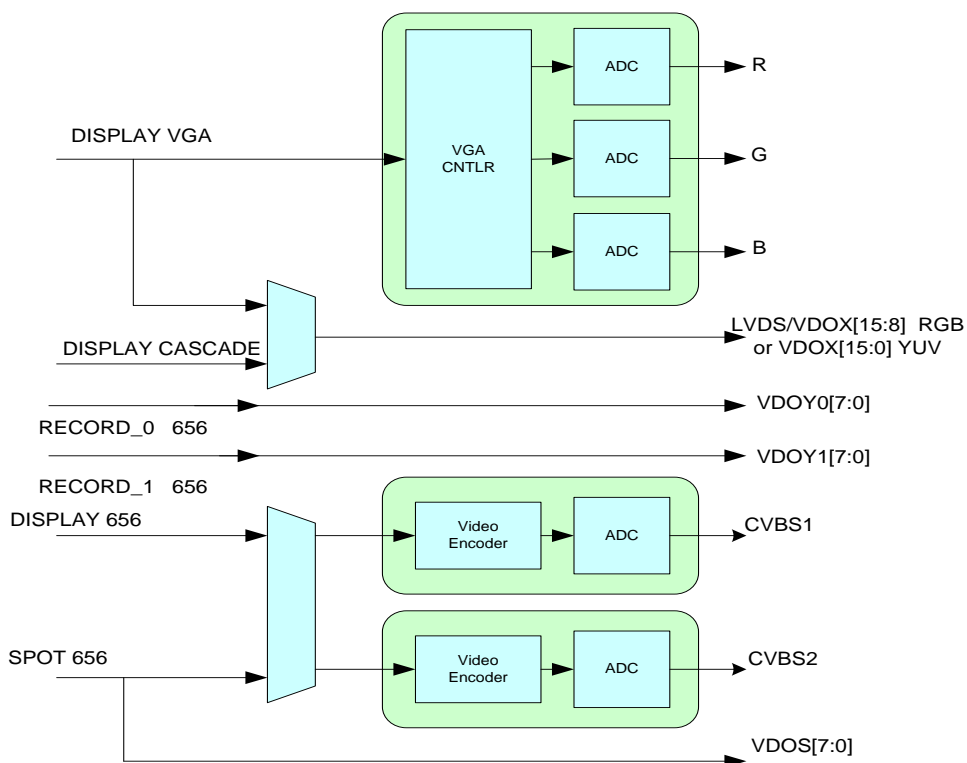 ADC
R
DISPLAY VGA
VGA
CNTLR
ADC
G
ADC
B
LVDS/VDOX[15:8] RGB
or VDOX[15:0] YUV
DISPLAY CASCADE
VDOY0[7:0]
RECORD_0 656
VDOY1[7:0]
RECORD_1 656
DISPLAY 656
Video
Encoder
ADC
CVBS1
SPOT 656
Video
Encoder
ADC
CVBS2
VDOS[7:0]